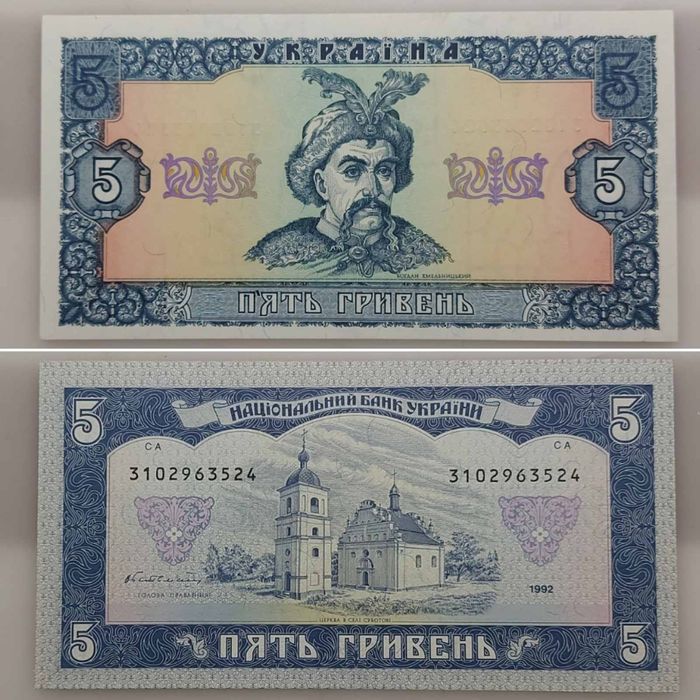 УКРАЇНА
5 5
5 5
БОГДАН ХМЕЛЬНИЦЬКИЙ
П'ЯТЬ ГРИВЕНЬ
5 НАЦІОНАЛЬНИЙ БАНК УКРАЇНИ 5
СА СА
3102963524 3102963524
1992
ГОЛОВА ПРАВЛІННЯ
ЦЕРКВА В СЕЛІ СУБОТОВІ
5 П'ЯТЬ ГРИВЕНЬ 5